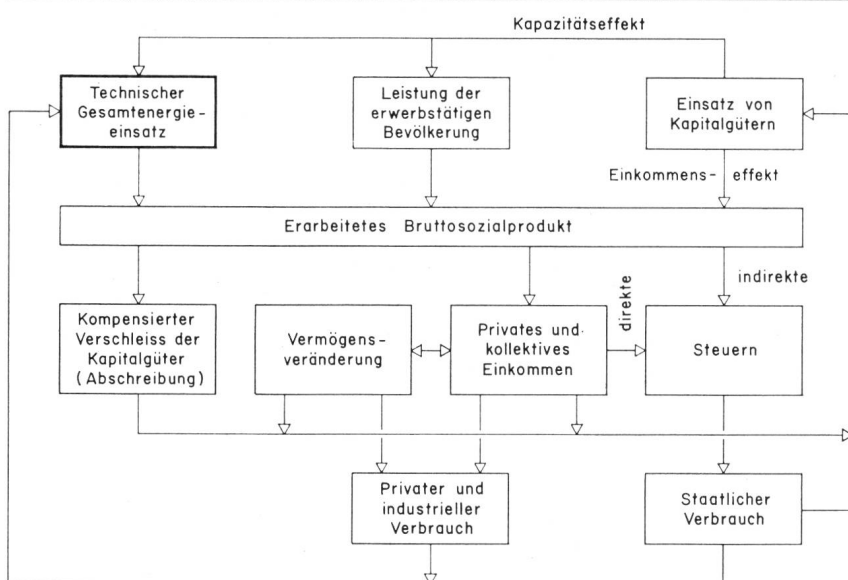 Kapazitätseffekt
Technischer
Gesamtenergie-
einsatz
Leistung der
erwerbstätigen
Bevölkerung
Einsatz von
Kapitalgütern
Einkommens- effekt
Erarbeitetes Bruttosozialprodukt
direkte
indirekte
Kompensierter
Verschleiss der
Kapitalgüter
(Abschreibung)
Vermögens-
veränderung
Privates und
kollektives
Einkommen
Steuern
Privater und
industrieller
Verbrauch
Staatlicher
Verbrauch